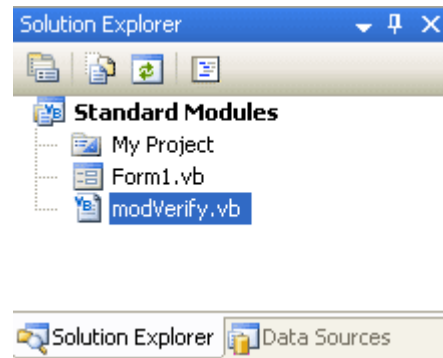 Solution Explorer
Standard Modules
My Project
Form1.vb
modVerify.vb
Solution Explorer Data Sources